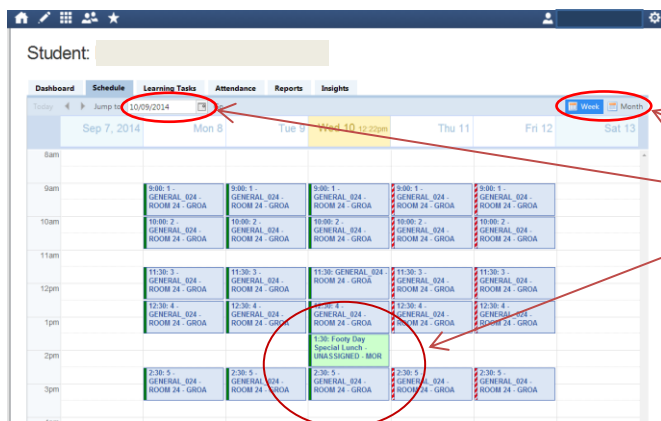 Student:
Dashboard Schedule Learning Tasks Attendance Reports Insights
Today Jump to 10/09/2014 Week Month
Sep 7, 2014 Mon 8 Tue 9 Wed 10 12:22pm Thu 11 Fri 12 Sat 13
8am
9am
9:00: 1 - 9:00: 1 - 9:00: 1 - 9:00: 1 - 9:00: 1 -
GENERAL_024 - GENERAL_024 - GENERAL_024 - GENERAL_024 - GENERAL_024 -
ROOM 24 - GROA ROOM 24 - GROA ROOM 24 - GROA ROOM 24 - GROA ROOM 24 - GROA
10am
10:00: 2 - 10:00: 2 - 10:00: 2 - 10:00: 2 - 10:00: 2 -
GENERAL_024 - GENERAL_024 - GENERAL_024 - GENERAL_024 - GENERAL_024 -
ROOM 24 - GROA ROOM 24 - GROA ROOM 24 - GROA ROOM 24 - GROA ROOM 24 - GROA
11am
11:30: 3 - 11:30: 3 - 11:30: GENERAL_024 - 11:30: 3 - 11:30: 3 -
GENERAL_024 - GENERAL_024 - ROOM 24 - GROA GENERAL_024 - GENERAL_024 -
12pm ROOM 24 - GROA ROOM 24 - GROA ROOM 24 - GROA ROOM 24 - GROA
12:30: 4 - 12:30: 4 - 12:30: 4 - 12:30: 4 - 12:30: 4 -
GENERAL_024 - GENERAL_024 - GENERAL_024 - GENERAL_024 - GENERAL_024 -
1pm ROOM 24 - GROA ROOM 24 - GROA ROOM 24 - GROA ROOM 24 - GROA ROOM 24 - GROA
1:30: Footy Day
Special Lunch -
2pm UNASSIGNED - MOR
2:30: 5 - 2:30: 5 - 2:30: 5 - 2:30: 5 - 2:30: 5 -
GENERAL_024 - GENERAL_024 - GENERAL_024 - GENERAL_024 - GENERAL_024 -
3pm ROOM 24 - GROA ROOM 24 - GROA ROOM 24 - GROA ROOM 24 - GROA ROOM 24 - GROA